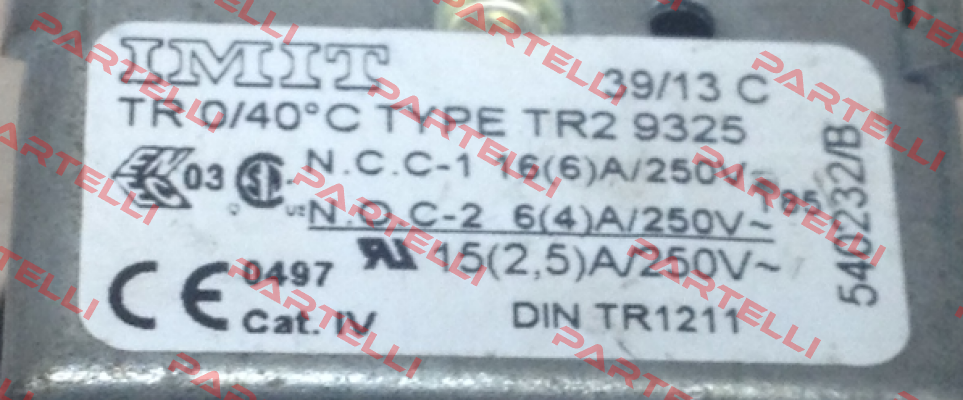 IMIT 39/13 C
TR 0/40°C TYPE TR2 9325
03 N.C.C-1 16(6)A/250V~
N.O.C-2 6(4)A/250V~ T85
15(2,5)A/250V~
CE 0497
Cat. IV DIN TR1211
540232/B
PARTELLI